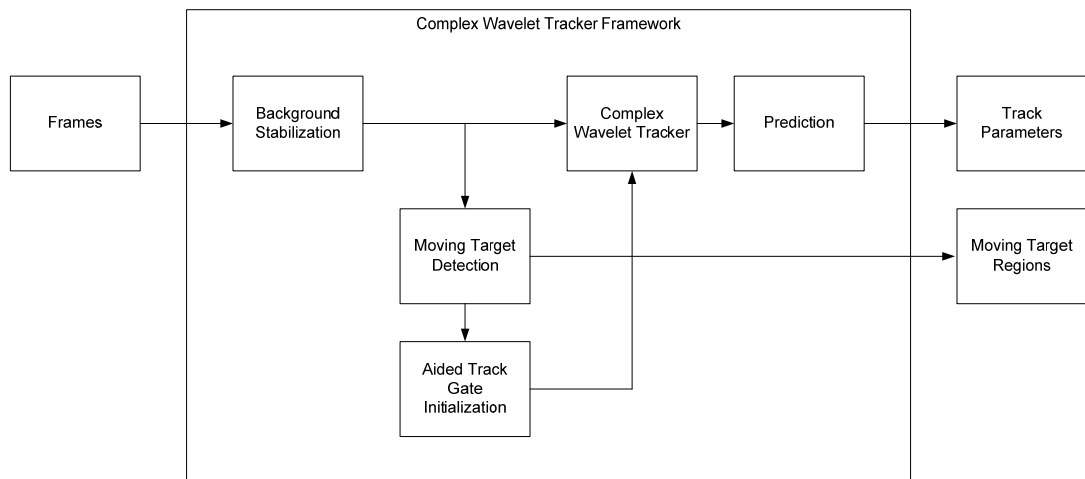 Complex Wavelet Tracker Framework
Frames
Background
Stabilization
Complex
Wavelet Tracker
Prediction
Track
Parameters
Moving Target
Detection
Moving Target
Regions
Aided Track
Gate
Initialization